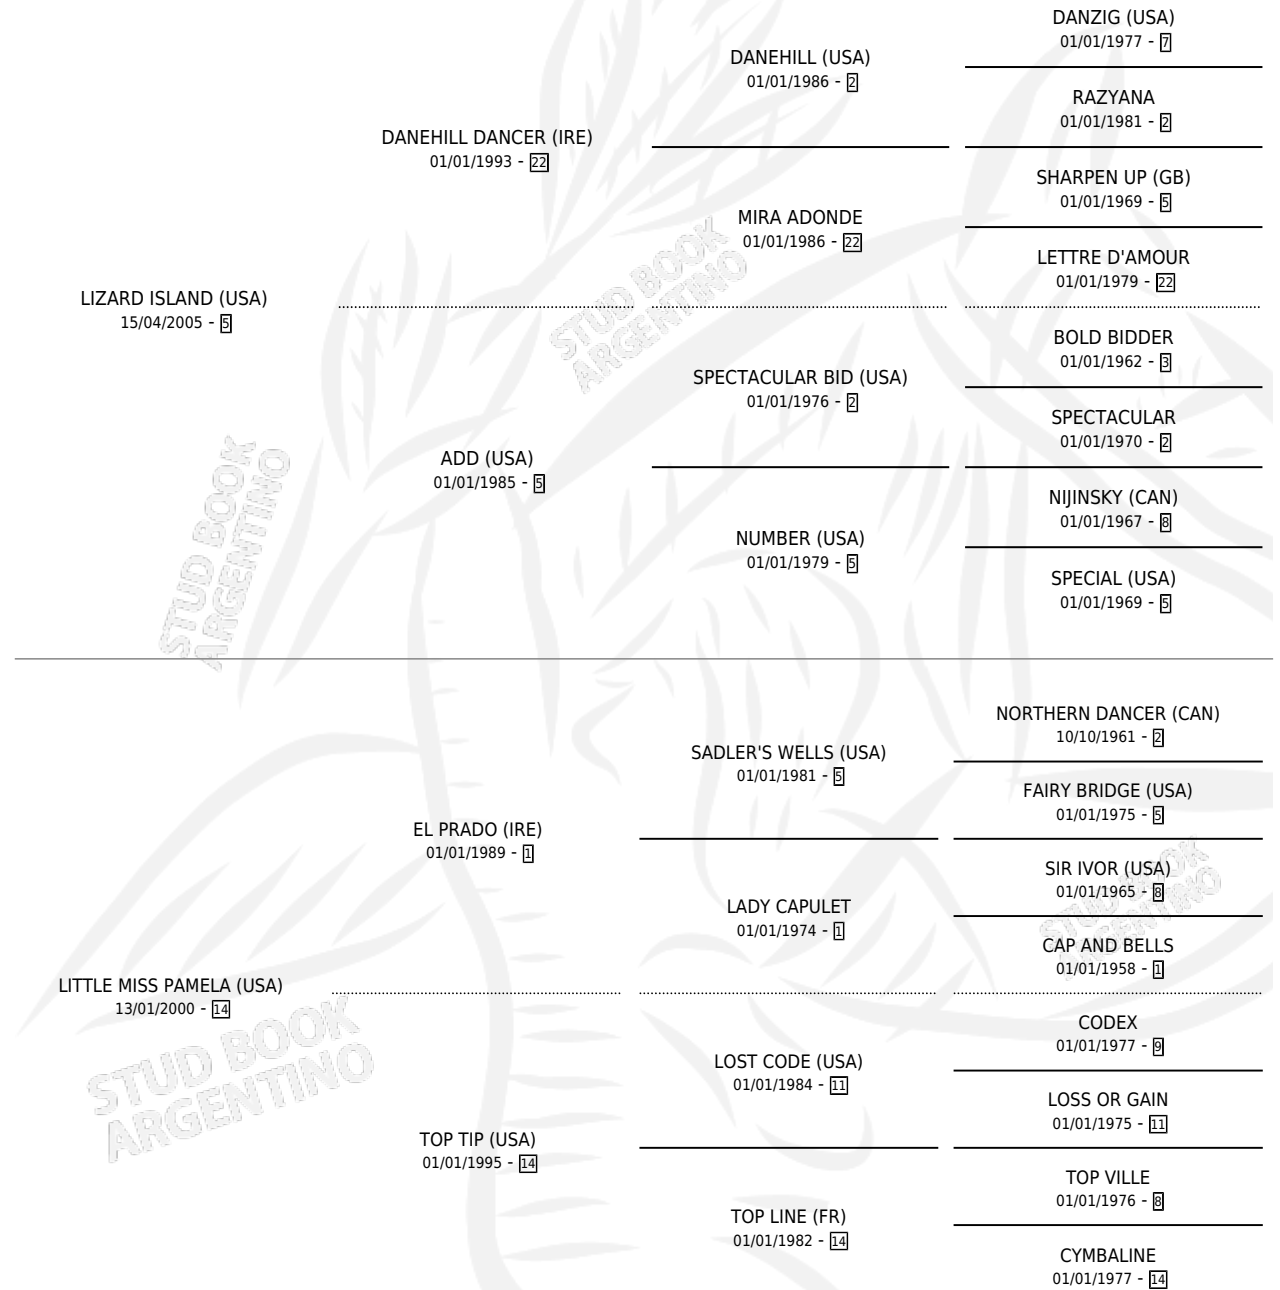 DANZIG (USA)
01/01/1977 - 7
DANEHILL (USA)
01/01/1986 - 2
RAZYANA
01/01/1981 - 2
DANEHILL DANCER (IRE)
01/01/1993 - 22
SHARPEN UP (GB)
01/01/1969 - 5
MIRA ADONDE
01/01/1986 - 22
LETTRE D'AMOUR
01/01/1979 - 22
LIZARD ISLAND (USA)
15/04/2005 - 5
BOLD BIDDER
01/01/1962 - 3
SPECTACULAR BID (USA)
01/01/1976 - 2
SPECTACULAR
01/01/1970 - 2
ADD (USA)
01/01/1985 - 5
NIJINSKY (CAN)
01/01/1967 - 8
NUMBER (USA)
01/01/1979 - 5
SPECIAL (USA)
01/01/1969 - 5
STUD BOOK
ARGENTINO
STUD BOOK
ARGENTINO
NORTHERN DANCER (CAN)
10/10/1961 - 2
SADLER'S WELLS (USA)
01/01/1981 - 5
FAIRY BRIDGE (USA)
01/01/1975 - 5
EL PRADO (IRE)
01/01/1989 - 1
SIR IVOR (USA)
01/01/1965 - 8
LADY CAPULET
01/01/1974 - 1
CAP AND BELLS
01/01/1958 - 1
LITTLE MISS PAMELA (USA)
13/01/2000 - 14
CODEX
01/01/1977 - 9
LOST CODE (USA)
01/01/1984 - 11
LOSS OR GAIN
01/01/1975 - 11
TOP TIP (USA)
01/01/1995 - 14
TOP VILLE
01/01/1976 - 8
TOP LINE (FR)
01/01/1982 - 14
CYMBALINE
01/01/1977 - 14
STUD BOOK
ARGENTINO
STUD BOOK
ARGENTINO